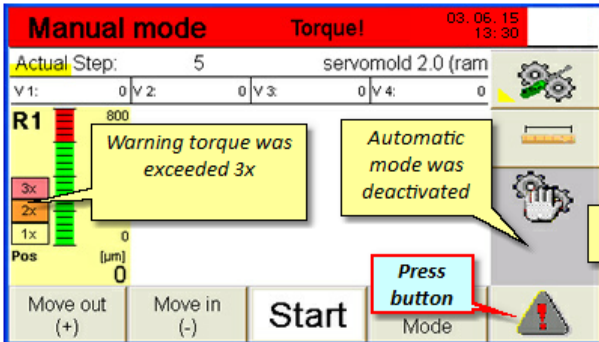 Manual mode
Torque!
03. 06. 15
13: 30
Actual Step:
5
servomold 2.0 (ram
V 1: 0
V 2: 0
V 3: 0
V 4: 0
R1
800
Warning torque was
exceeded 3x
Automatic
mode was
deactivated
3x
2x
1x
0
Pos
[µm]
0
Press
button
Move out
(+)
Move in
(-)
Start
Mode
!